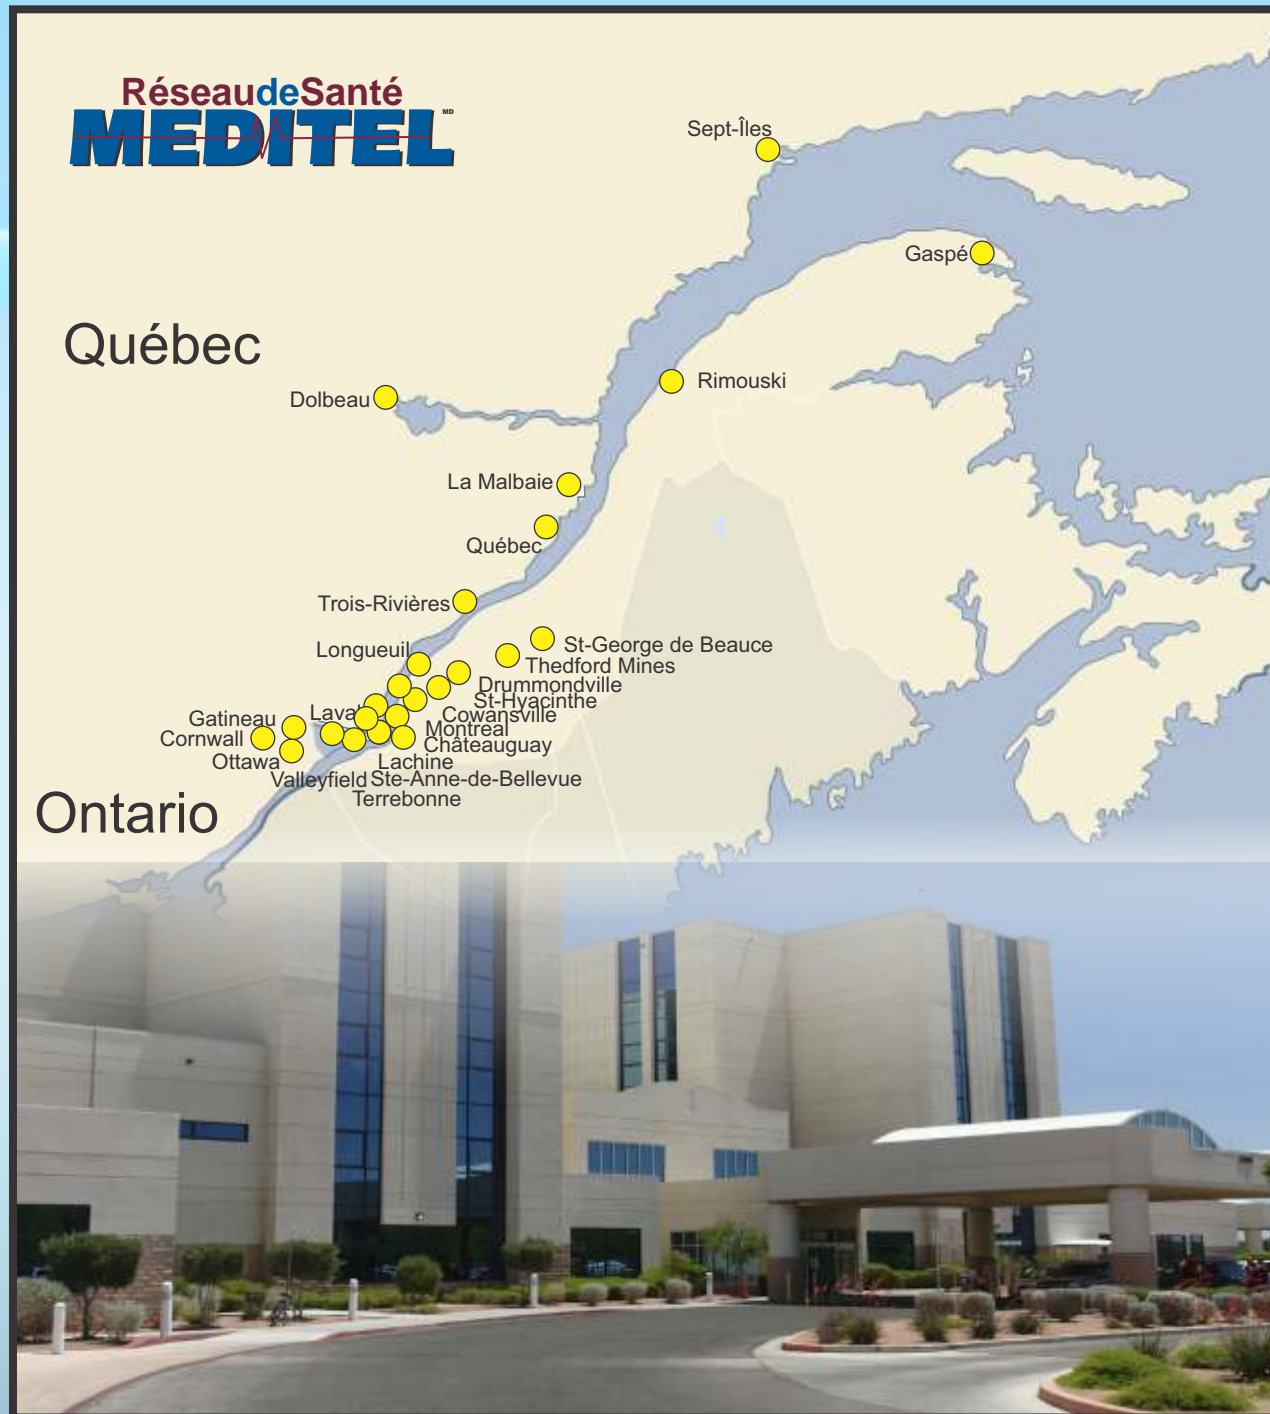 RéseaudeSanté
MEDITEL MD
Sept-Îles
Gaspé
Québec
Rimouski
Dolbeau
La Malbaie
Québec
Trois-Rivières
St-George de Beauce
Longueuil
Thedford Mines
Drummondville
St-Hyacinthe
Laval
Cowansville
Gatineau
Montreal
Cornwall
Châteauguay
Ottawa
Lachine
Valleyfield
Ste-Anne-de-Bellevue
Terrebonne
Ontario